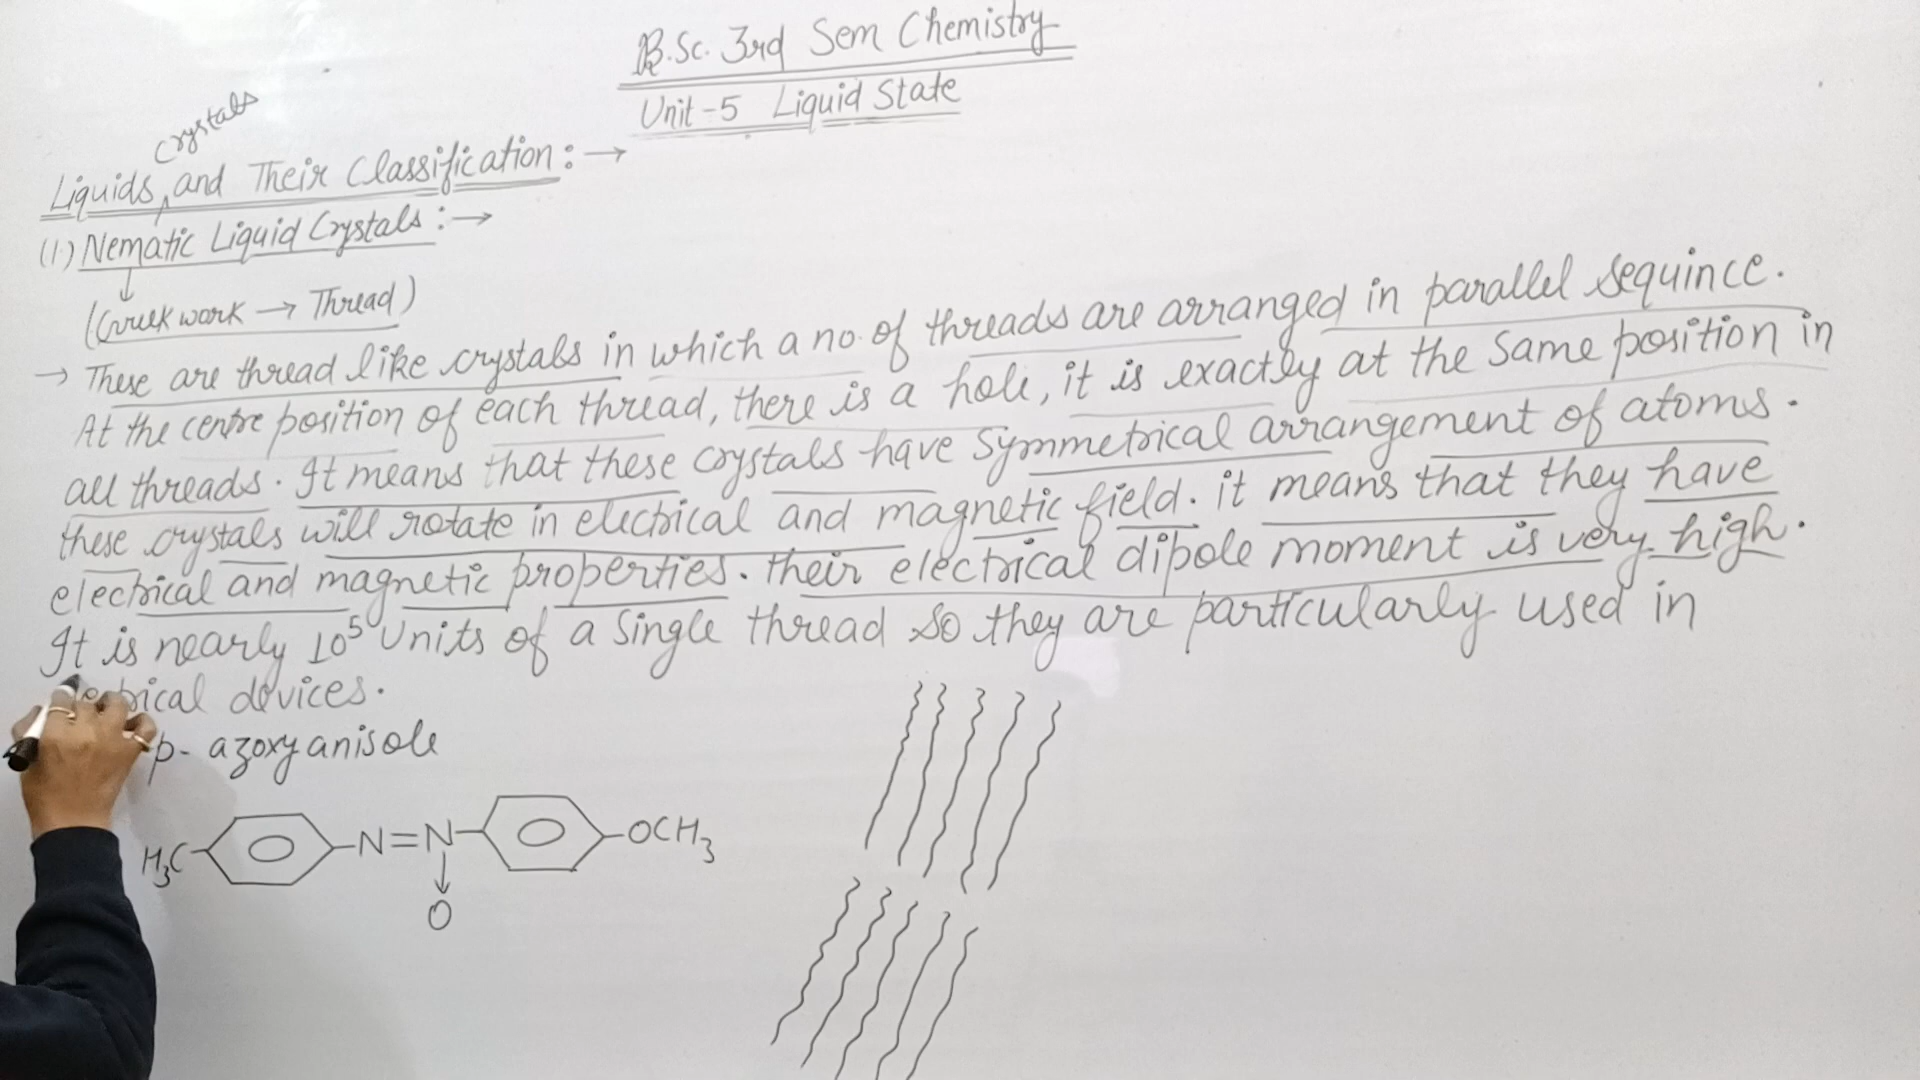 B.Sc. 3rd Sem Chemistry
Unit-5 Liquid State
crystals
Liquids and Their Classification:→
(1.) Nematic Liquid Crystals:→
(Greek work → Thread)
→ These are thread like crystals in which a no. of threads are arranged in parallel sequince.
At the centre position of each thread, there is a hole, it is exactly at the same position in
all threads. It means that these crystals have symmetrical arrangement of atoms.
these crystals will rotate in electrical and magnetic field. it means that they have
electrical and magnetic properties. their electrical dipole moment is very high.
It is nearly 10⁵ Units of a single thread so they are particularly used in
devices.
p- azoxyanisole
H₃C N=N OCH₃
↓
O